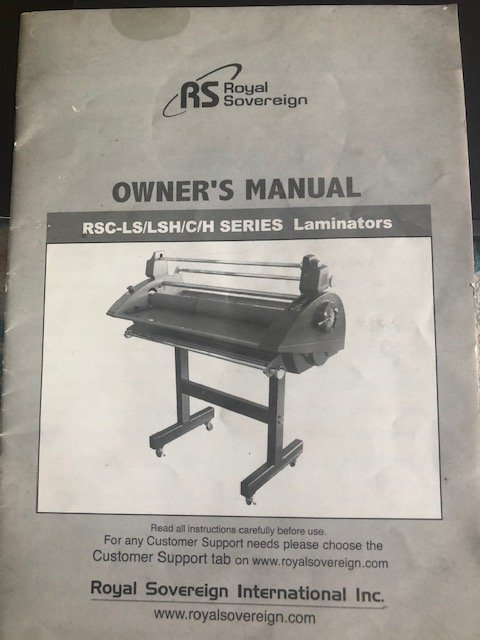 RS Royal
Sovereign
OWNER'S MANUAL
RSC-LS/LSH/C/H SERIES Laminators
Read all instructions carefully before use.
For any Customer Support needs please choose the
Customer Support tab on www.royalsovereign.com
Royal Sovereign International Inc.
www.royalsovereign.com